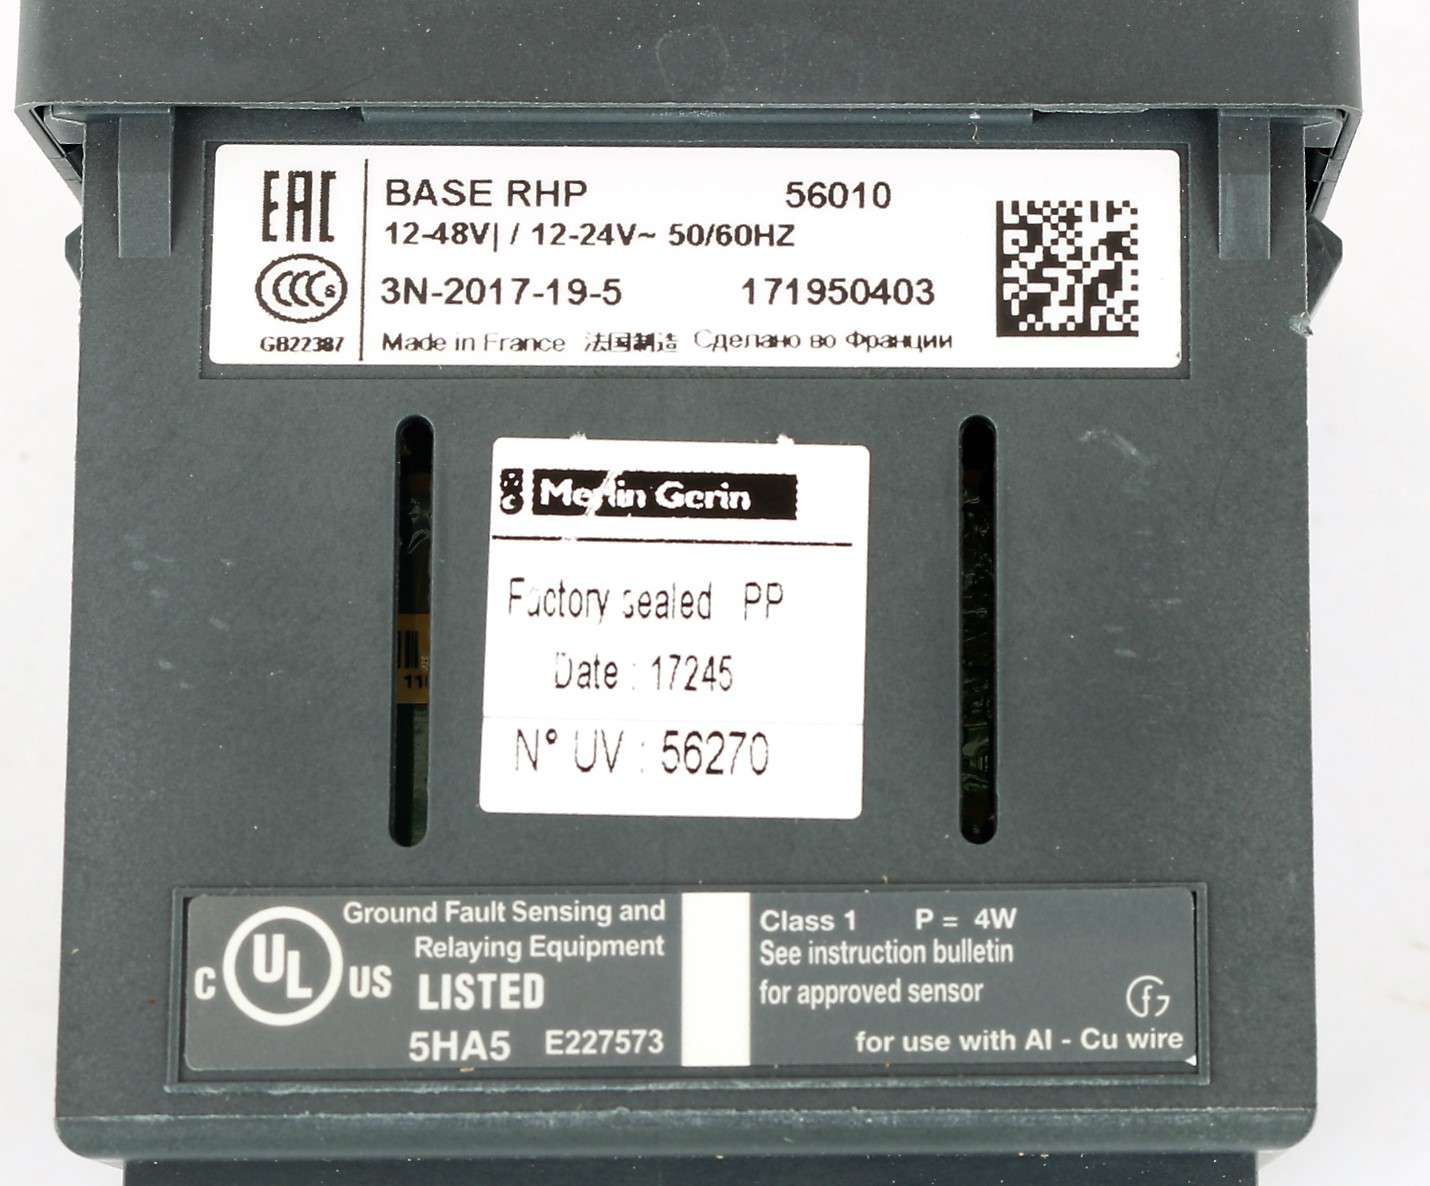 EAC
CCC S
GB22387
BASE RHP 56010
12-48V| / 12-24V~ 50/60HZ
3N-2017-19-5 171950403
Made in France 法国制造 Сделано во Франции
Merlin Gerin
Factory sealed PP
Date : 17245
N° UV : 56270
Ground Fault Sensing and
Relaying Equipment
C UL US LISTED
5HA5 E227573
Class 1 P = 4W
See instruction bulletin
for approved sensor
for use with Al - Cu wire